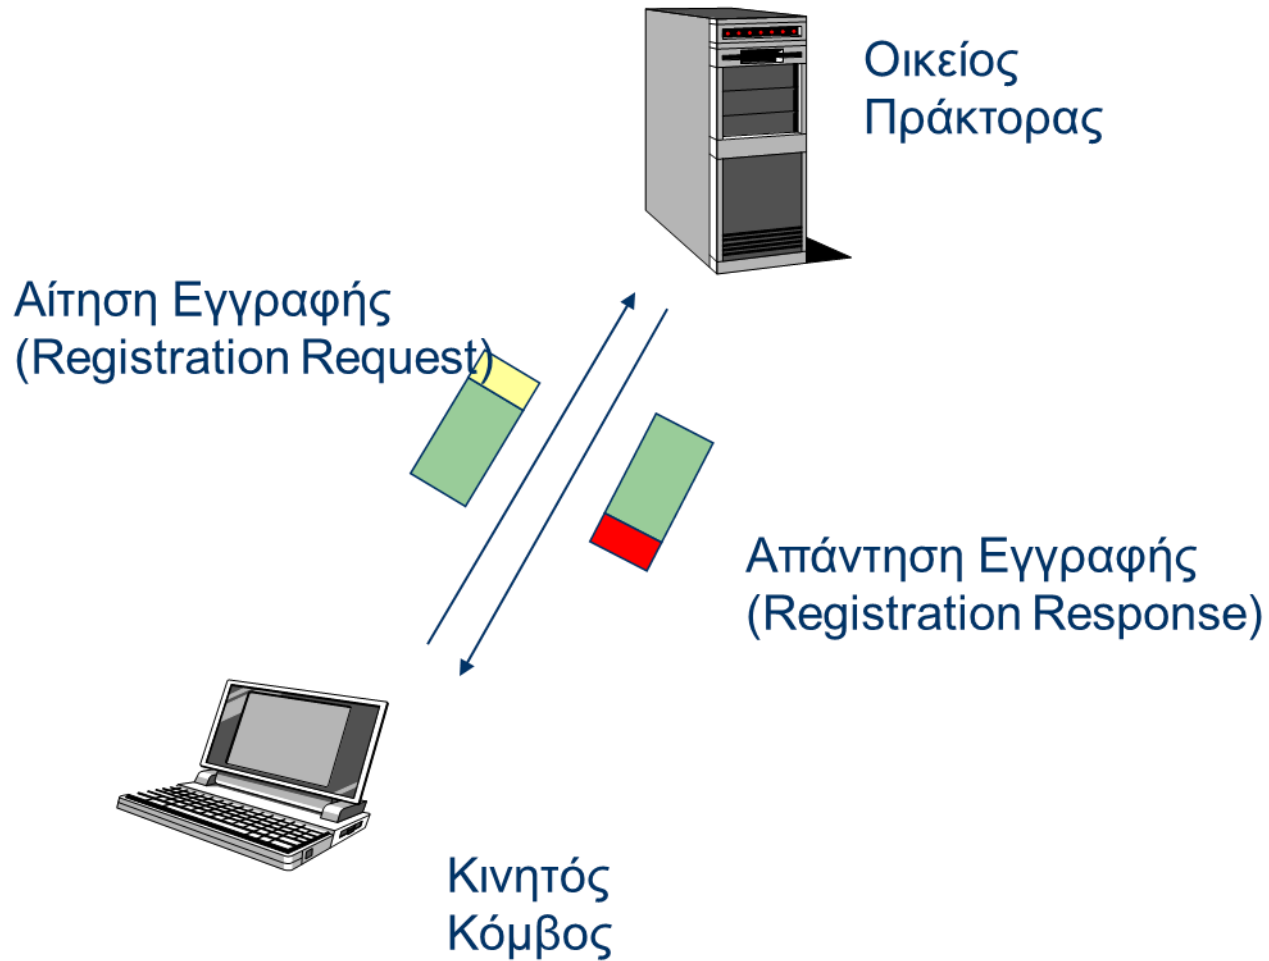 Οικείος
Πράκτορας
Αίτηση Εγγραφής
(Registration Request)
Απάντηση Εγγραφής
(Registration Response)
Κινητός
Κόμβος